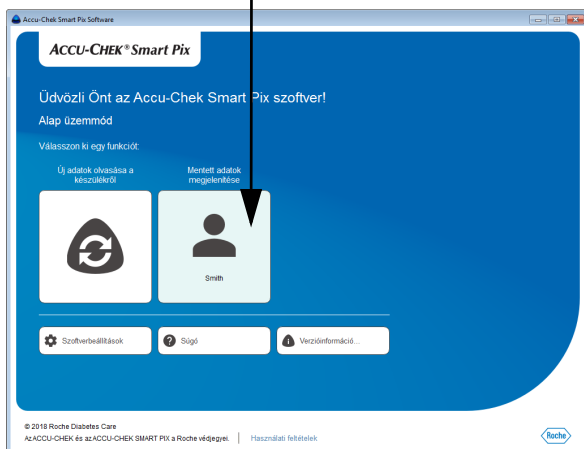 Accu-Chek Smart Pix Software
ACCU-CHEK® Smart Pix
Üdvözli Önt az Accu-Chek Smart Pix szoftver!
Alap üzemmód
Válasszon ki egy funkciót:
Új adatok olvasása a
készülékről
Mentett adatok
megjelenítése
Smith
Szoftverbeállítások
Súgó
Verzióinformáció...
© 2018 Roche Diabetes Care
Az ACCU-CHEK és az ACCU-CHEK SMART PIX a Roche védjegyei. | Használati feltételek
Roche